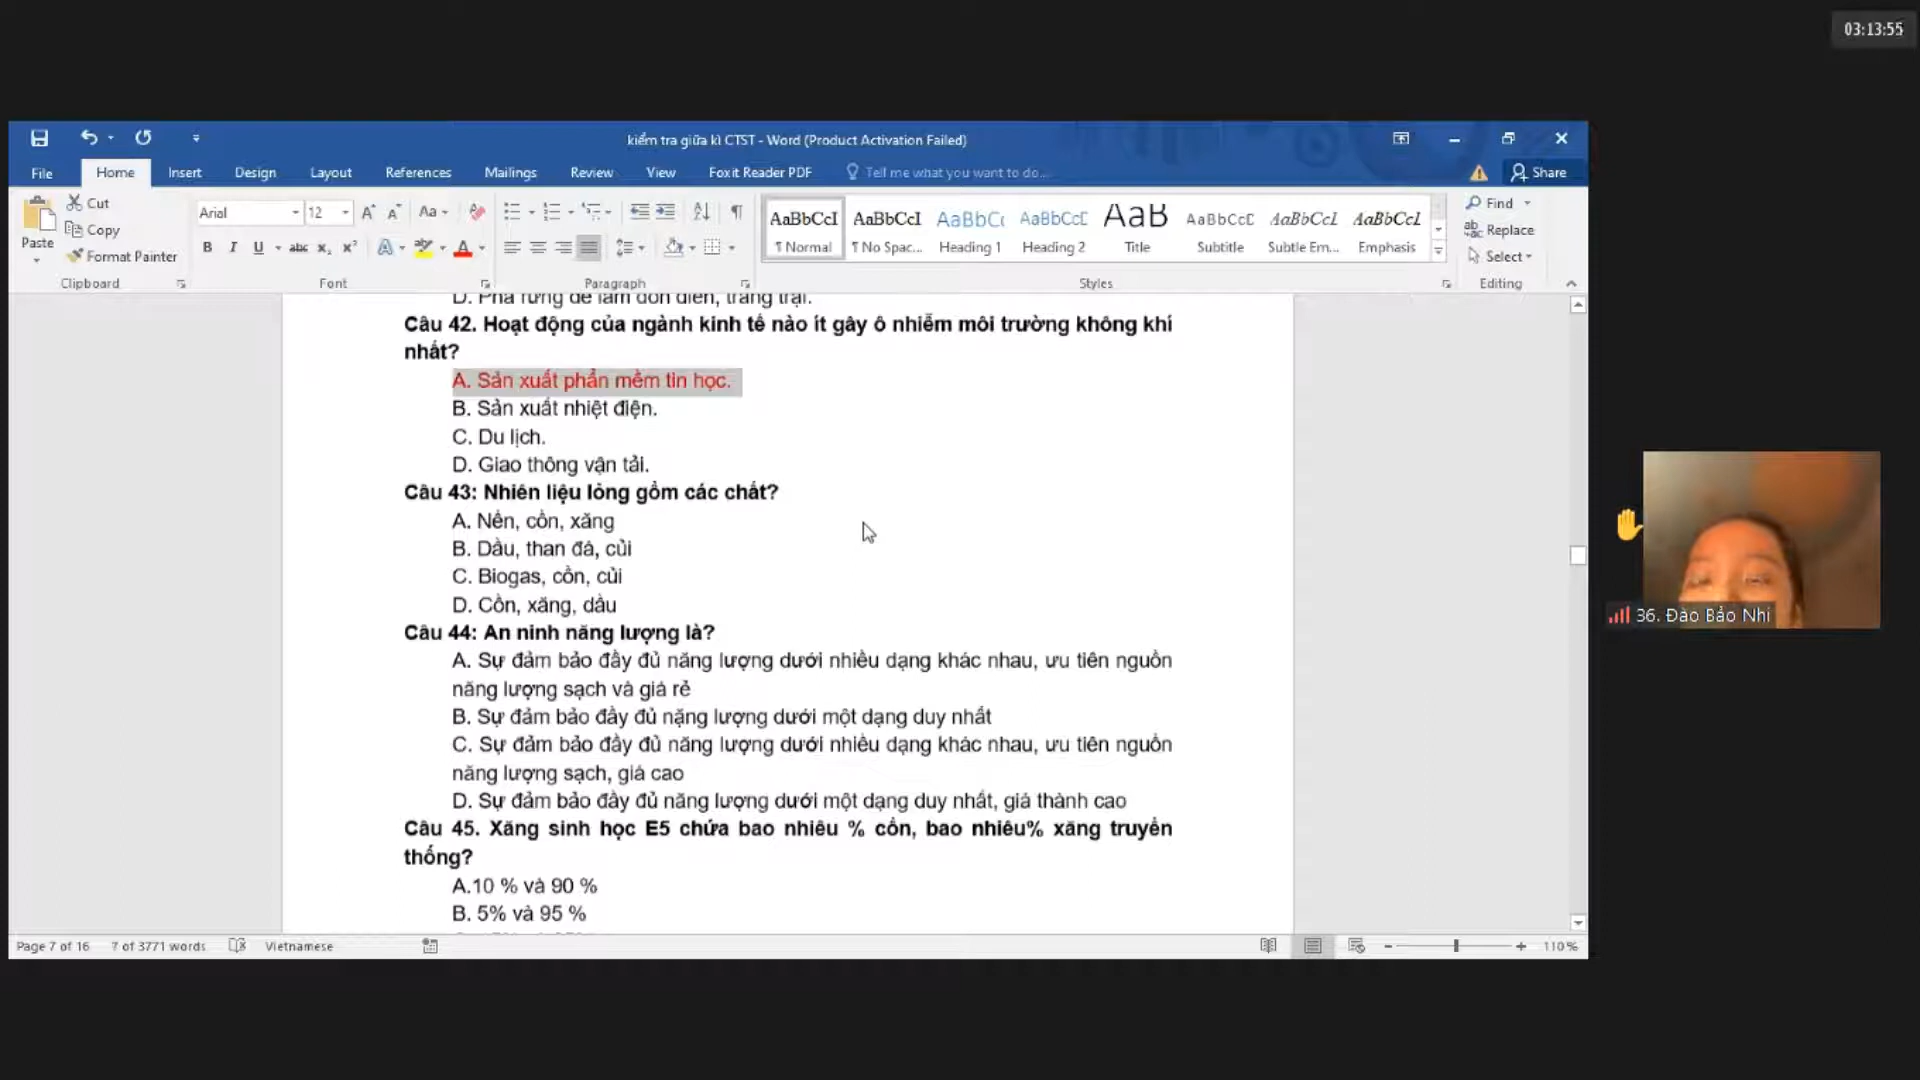 03:13:55
kiểm tra giữa kì CTST - Word (Product Activation Failed)
File Home Insert Design Layout References Mailings Review View Foxit Reader PDF Tell me what you want to do... Share
Paste Cut Copy Format Painter
Clipboard
Arial 12
Font
Paragraph
AaBbCcI AaBbCcI AaBbC AaBbCcD AaB AaBbCcD AaBbCcI AaBbCcI
¶ Normal ¶ No Spac... Heading 1 Heading 2 Title Subtitle Subtle Em... Emphasis
Styles
Find
Replace
Select
Editing
D. Phá rừng để làm đồn điền, trang trại.
Câu 42. Hoạt động của ngành kinh tế nào ít gây ô nhiễm môi trường không khí
nhất?
A. Sản xuất phần mềm tin học.
B. Sản xuất nhiệt điện.
C. Du lịch.
D. Giao thông vận tải.
Câu 43: Nhiên liệu lỏng gồm các chất?
A. Nến, cồn, xăng
B. Dầu, than đá, củi
C. Biogas, cồn, củi
D. Cồn, xăng, dầu
Câu 44: An ninh năng lượng là?
A. Sự đảm bảo đầy đủ năng lượng dưới nhiều dạng khác nhau, ưu tiên nguồn
năng lượng sạch và giá rẻ
B. Sự đảm bảo đầy đủ nặng lượng dưới một dạng duy nhất
C. Sự đảm bảo đầy đủ năng lượng dưới nhiều dạng khác nhau, ưu tiên nguồn
năng lượng sạch, giá cao
D. Sự đảm bảo đầy đủ năng lượng dưới một dạng duy nhất, giá thành cao
Câu 45. Xăng sinh học E5 chứa bao nhiêu % cồn, bao nhiêu% xăng truyền
thống?
A.10 % và 90 %
B. 5% và 95 %
36. Đào Bảo Nhi
Page 7 of 16 7 of 3771 words Vietnamese 110 %